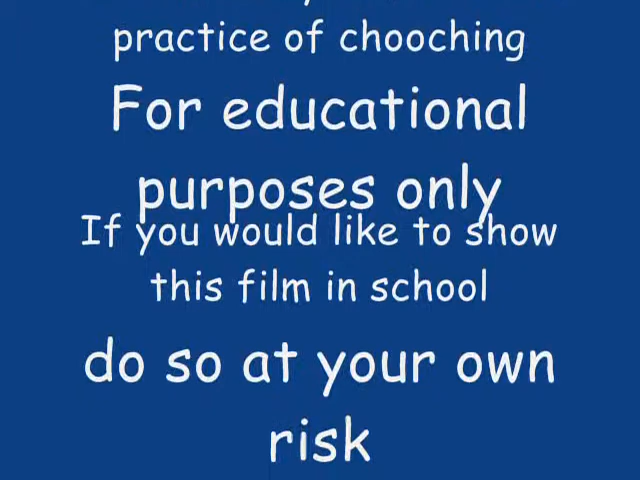 practice of chooching
For educational
purposes only
If you would like to show
this film in school
do so at your own
risk